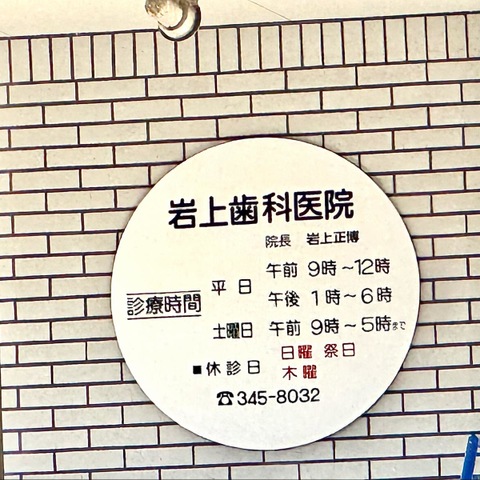 岩上歯科医院
院長 岩上正博
診療時間
平日 午前 9時～12時
午後 1時～6時
土曜日 午前 9時～5時まで
■休診日 日曜 祭日
木曜
☎345-8032